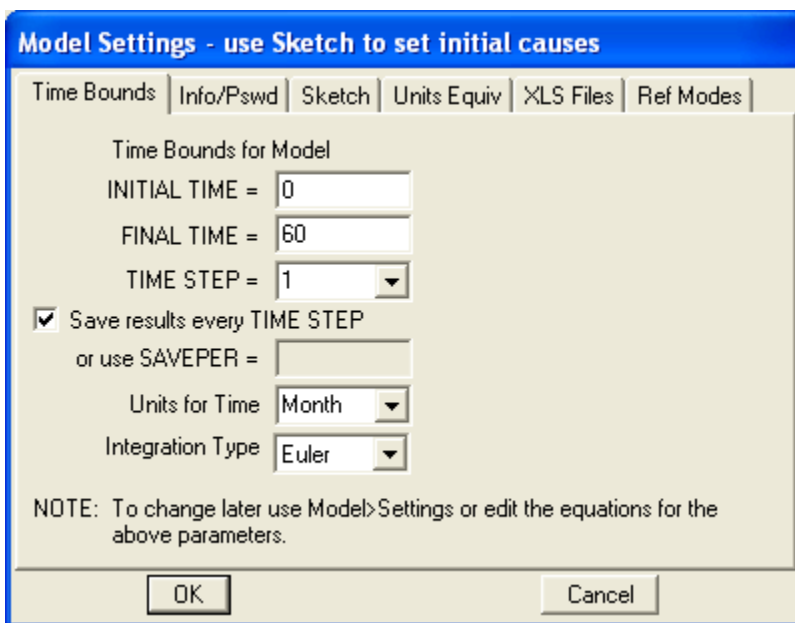 Model Settings - use Sketch to set initial causes
Time Bounds Info/Pswd Sketch Units Equiv XLS Files Ref Modes
Time Bounds for Model
INITIAL TIME = 0
FINAL TIME = 60
TIME STEP = 1
Save results every TIME STEP
or use SAVEPER =
Units for Time Month
Integration Type Euler
NOTE: To change later use Model>Settings or edit the equations for the
above parameters.
OK Cancel